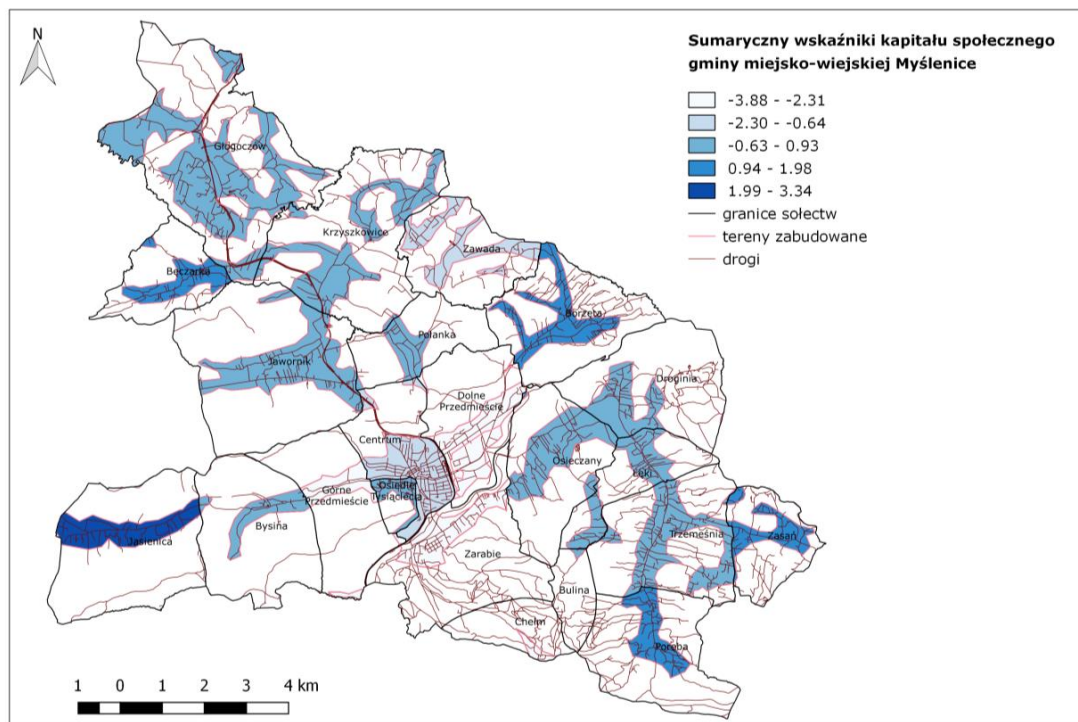 N
Sumaryczny wskaźniki kapitału społecznego
gminy miejsko-wiejskiej Myślenice
-3.88 - -2.31
-2.30 - -0.64
-0.63 - 0.93
0.94 - 1.98
1.99 - 3.34
granice sołectw
tereny zabudowane
drogi
Głogoczów
Krzyszkowice
Zawada
Bęczarka
Borzęta
Polanka
Jawornik
Droginia
Dolne
Przedmieście
Centrum
Osieczany
Łęki
Osiedle
Tysiąclecia
Górne
Przedmieście
Bysina
Jasienica
Trzemeśnia
Zasań
Zarabie
Bulina
Chełm
Poręba
1 0 1 2 3 4 km